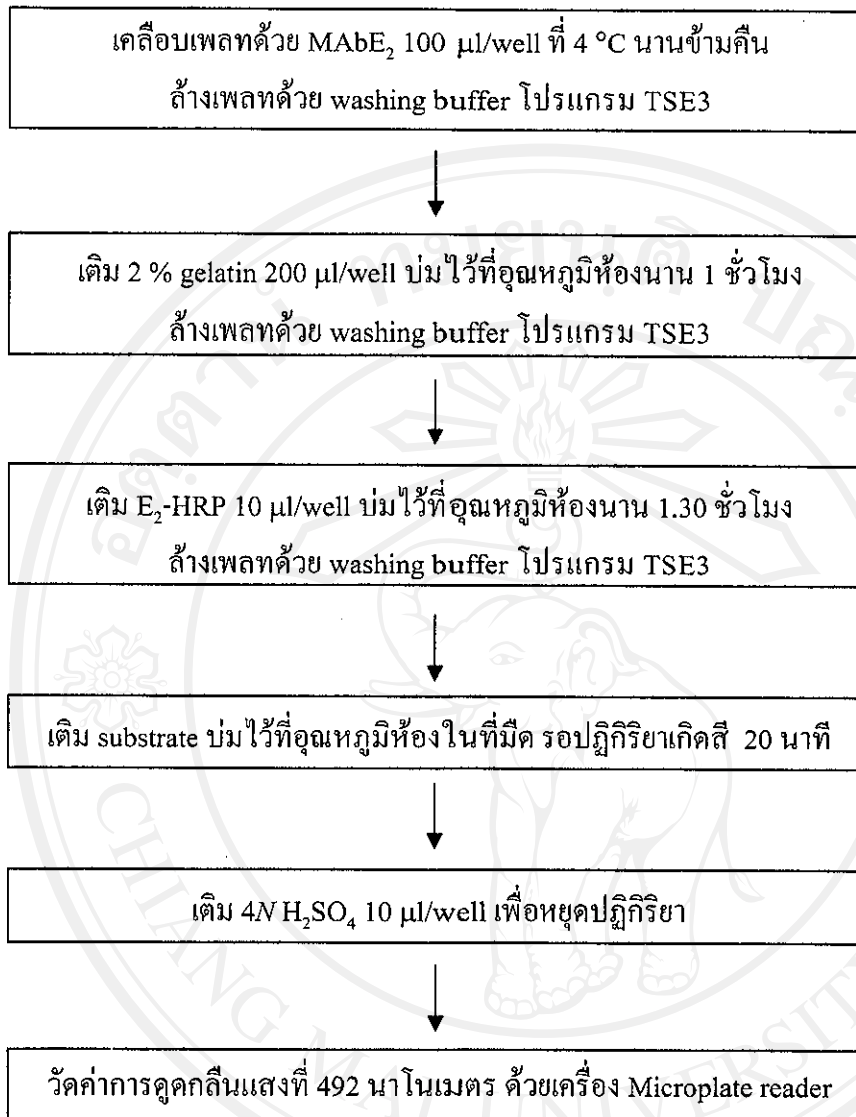 เคลือบเพลทด้วย MAbE₂ 100 µl/well ที่ 4 °C นานข้ามคืน
ล้างเพลทด้วย washing buffer โปรแกรม TSE3
เติม 2 % gelatin 200 µl/well บ่มไว้ที่อุณหภูมิห้องนาน 1 ชั่วโมง
ล้างเพลทด้วย washing buffer โปรแกรม TSE3
เติม E₂-HRP 10 µl/well บ่มไว้ที่อุณหภูมิห้องนาน 1.30 ชั่วโมง
ล้างเพลทด้วย washing buffer โปรแกรม TSE3
เติม substrate บ่มไว้ที่อุณหภูมิห้องในที่มืด รอปฏิกิริยาเกิดสี 20 นาที
เติม 4N H₂SO₄ 10 µl/well เพื่อหยุดปฏิกิริยา
วัดค่าการดูดกลืนแสงที่ 492 นาโนเมตร ด้วยเครื่อง Microplate reader
CHIANG MAI UNIVERSITY